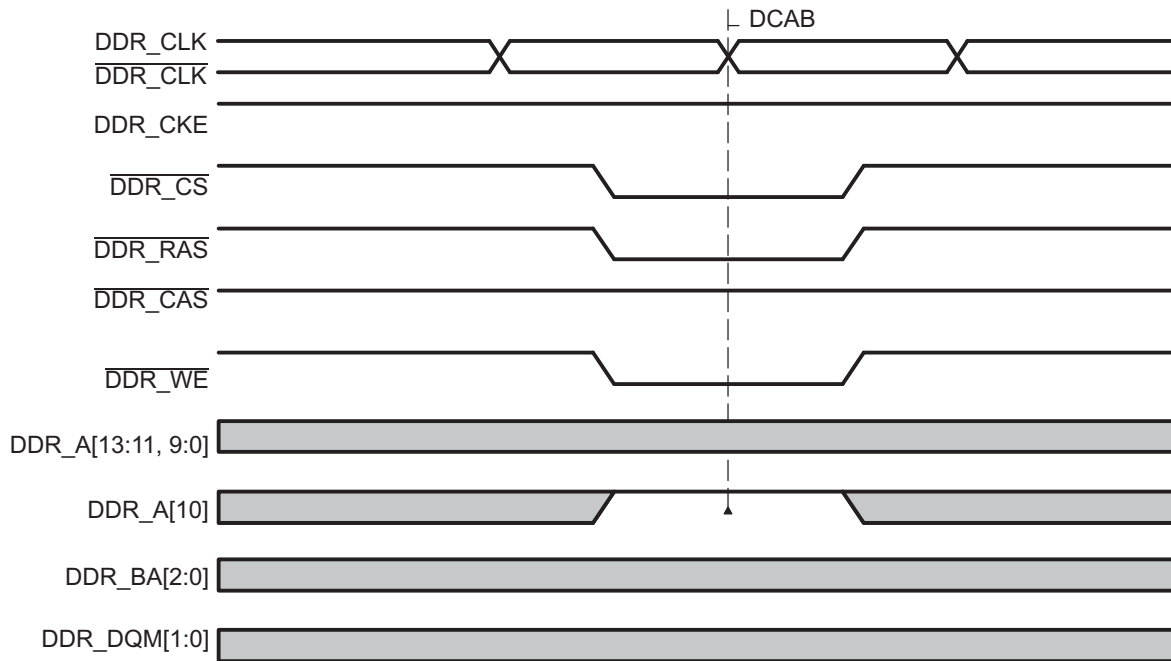 DCAB
DDR_CLK
DDR_CLK
DDR_CKE
DDR_CS
DDR_RAS
DDR_CAS
DDR_WE
DDR_A[13:11, 9:0]
DDR_A[10]
DDR_BA[2:0]
DDR_DQM[1:0]